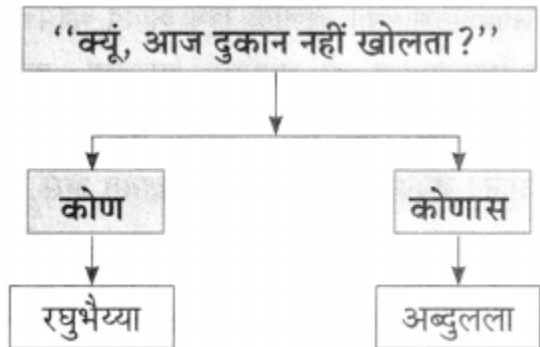 ‘‘क्यूं, आज दुकान नहीं खोलता ?’’
कोण
कोणास
रघुभैय्या
अब्दुलला